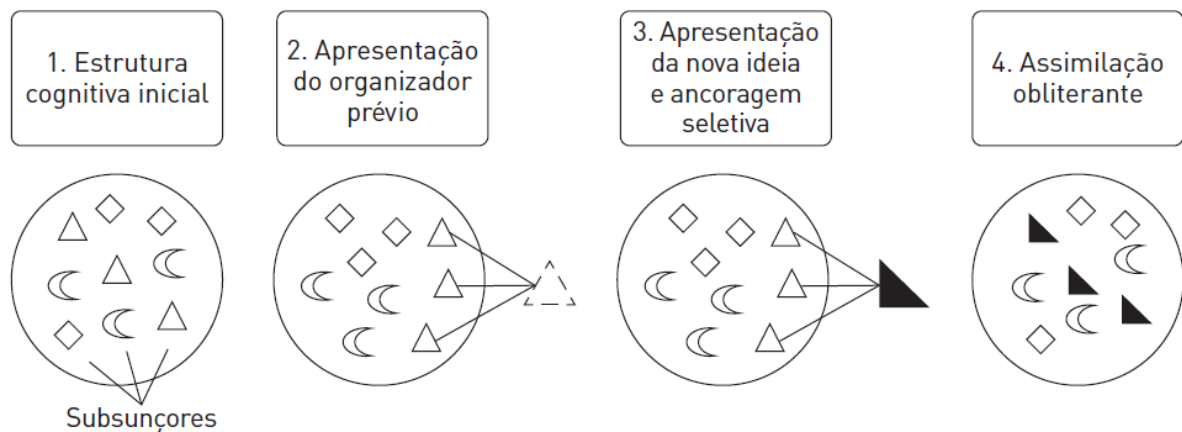 1. Estrutura
cognitiva inicial
2. Apresentação
do organizador
prévio
3. Apresentação
da nova ideia
e ancoragem
seletiva
4. Assimilação
obliterante
Subsunçores